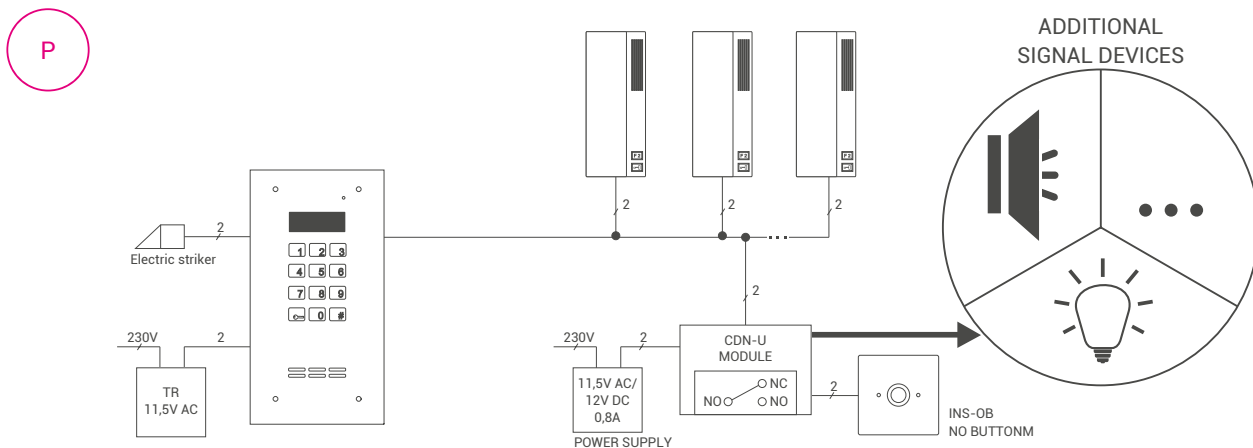 P
ADDITIONAL
SIGNAL DEVICES
2
2
2
2
Electric striker
1 2 3
4 5 6
7 8 9
0 #
2
230V
2
TR
11,5V AC
230V
2
11,5V AC/
12V DC
0,8A
POWER SUPPLY
CDN-U
MODULE
NC
NO
NO
2
INS-OB
NO BUTTONM